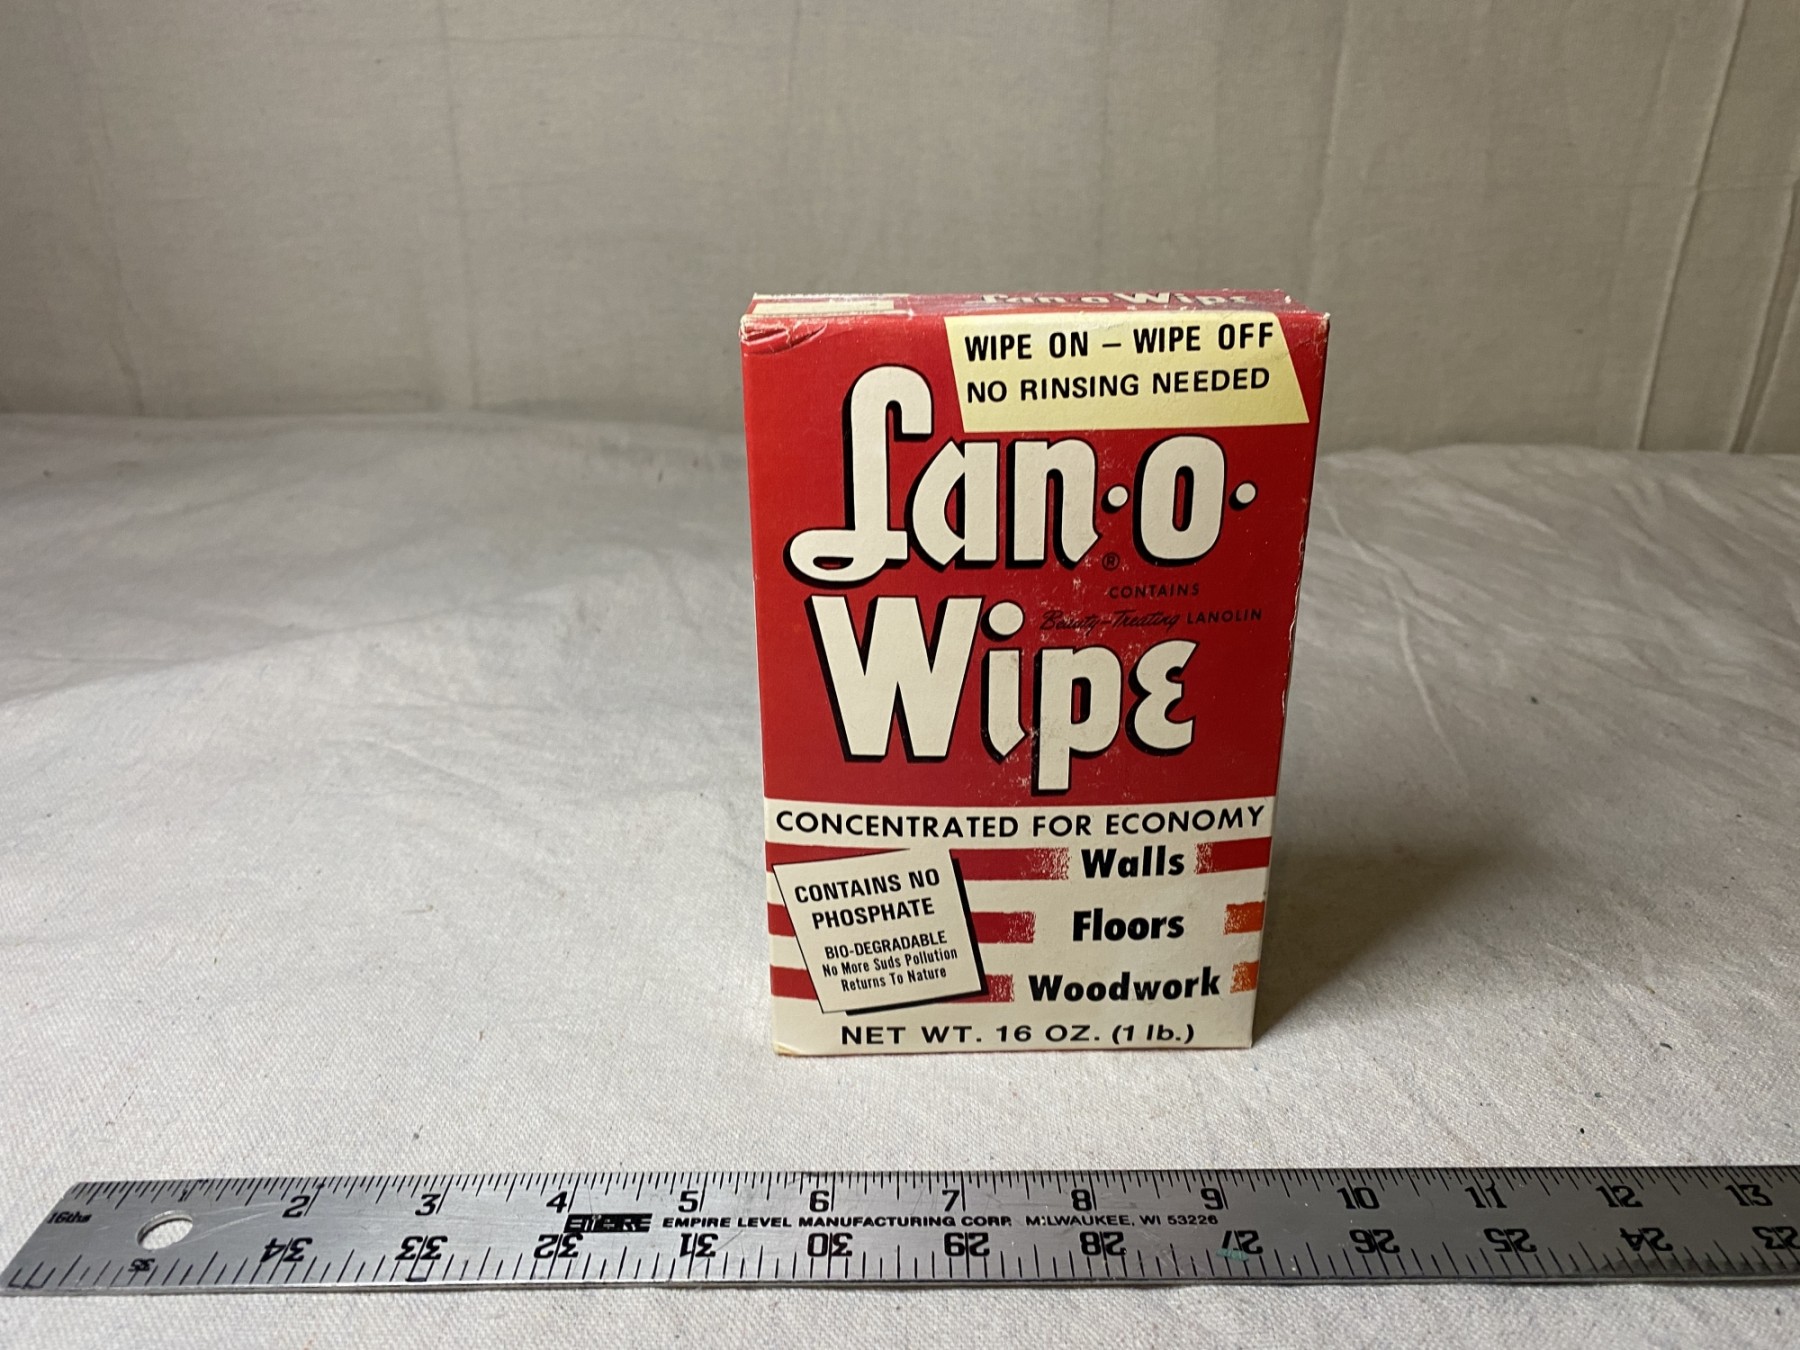 Lan-o-Wipe
WIPE ON – WIPE OFF
NO RINSING NEEDED
Lan·O·
Wipe
®
CONTAINS
Beauty-Treating LANOLIN
CONCENTRATED FOR ECONOMY
Walls
Floors
Woodwork
CONTAINS NO
PHOSPHATE
BIO-DEGRADABLE
No More Suds Pollution
Returns To Nature
NET WT. 16 OZ. (1 lb.)
16ths
2 3 4 5 6 7 8 9 10 11 12 13
EMPIRE EMPIRE LEVEL MANUFACTURING CORP. MILWAUKEE, WI 53226
35 34 33 32 31 30 29 28 27 26 25 24 23